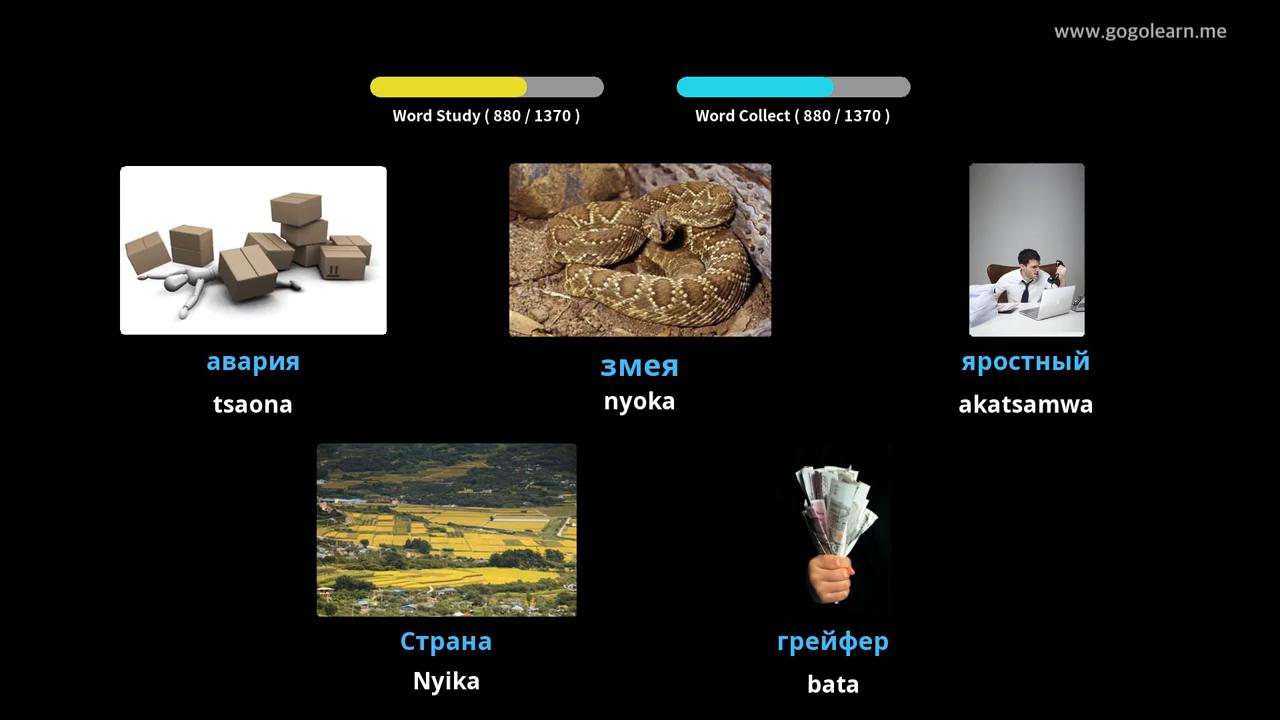 www.gogolearn.me
Word Study ( 880 / 1370 )
Word Collect ( 880 / 1370 )
авария
tsaona
змея
nyoka
яростный
akatsamwa
Страна
Nyika
грейфер
bata